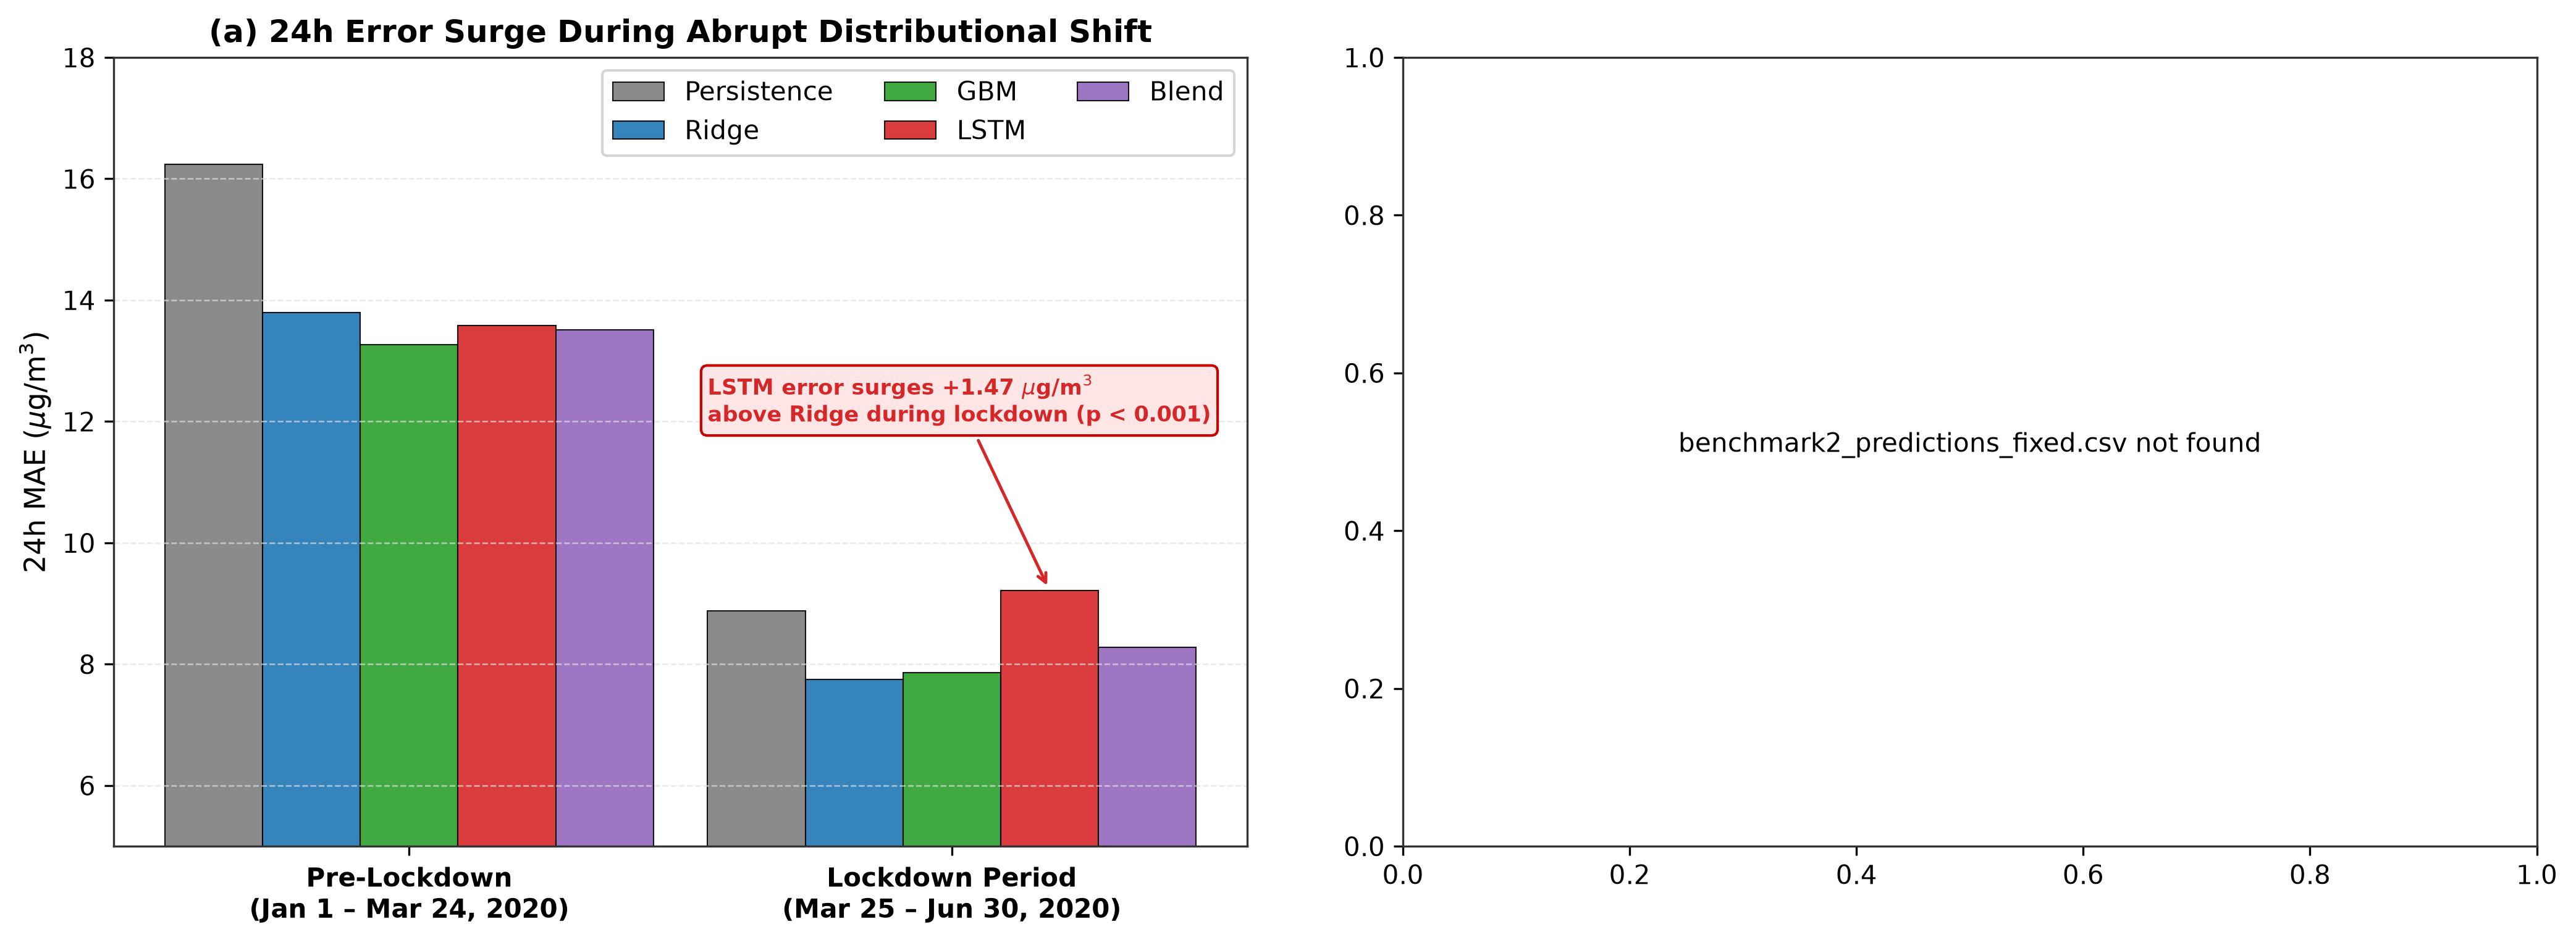 (a) 24h Error Surge During Abrupt Distributional Shift
24h MAE (μg/m³)
18
16
14
12
10
8
6
Persistence
Ridge
GBM
LSTM
Blend
LSTM error surges +1.47 μg/m³
above Ridge during lockdown (p < 0.001)
Pre-Lockdown
(Jan 1 – Mar 24, 2020)
Lockdown Period
(Mar 25 – Jun 30, 2020)
1.0
0.8
0.6
0.4
0.2
0.0
benchmark2_predictions_fixed.csv not found
0.0 0.2 0.4 0.6 0.8 1.0